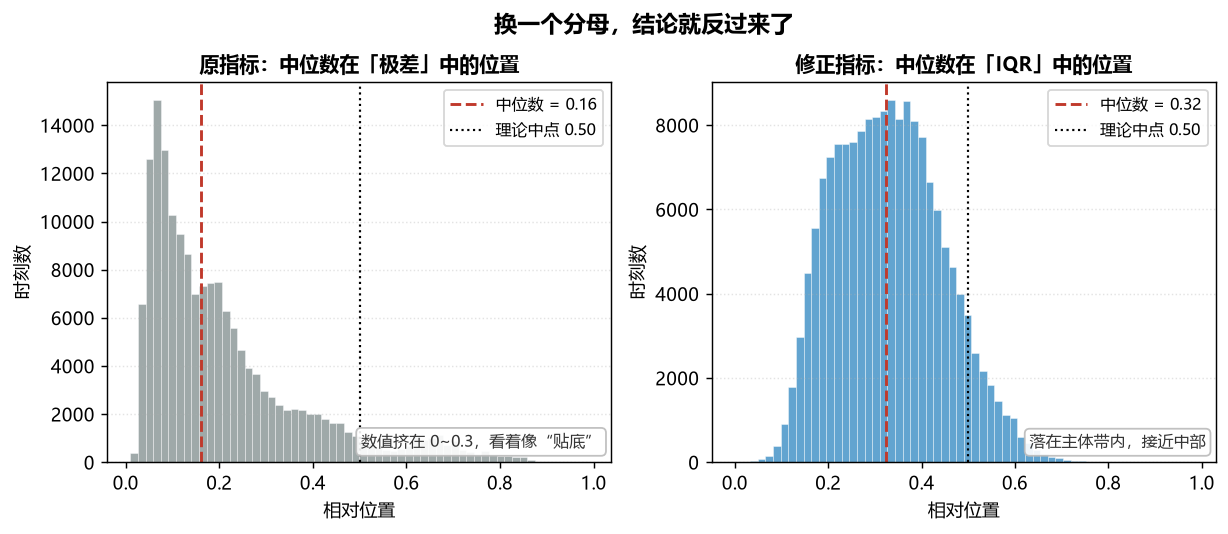 换一个分母，结论就反过来了
原指标：中位数在「极差」中的位置
中位数 = 0.16
理论中点 0.50
14000
12000
10000
8000
6000
4000
2000
0
时刻数
数值挤在 0~0.3，看着像“贴底”
0.0 0.2 0.4 0.6 0.8 1.0
相对位置
修正指标：中位数在「IQR」中的位置
中位数 = 0.32
理论中点 0.50
8000
6000
4000
2000
0
时刻数
落在主体带内，接近中部
0.0 0.2 0.4 0.6 0.8 1.0
相对位置